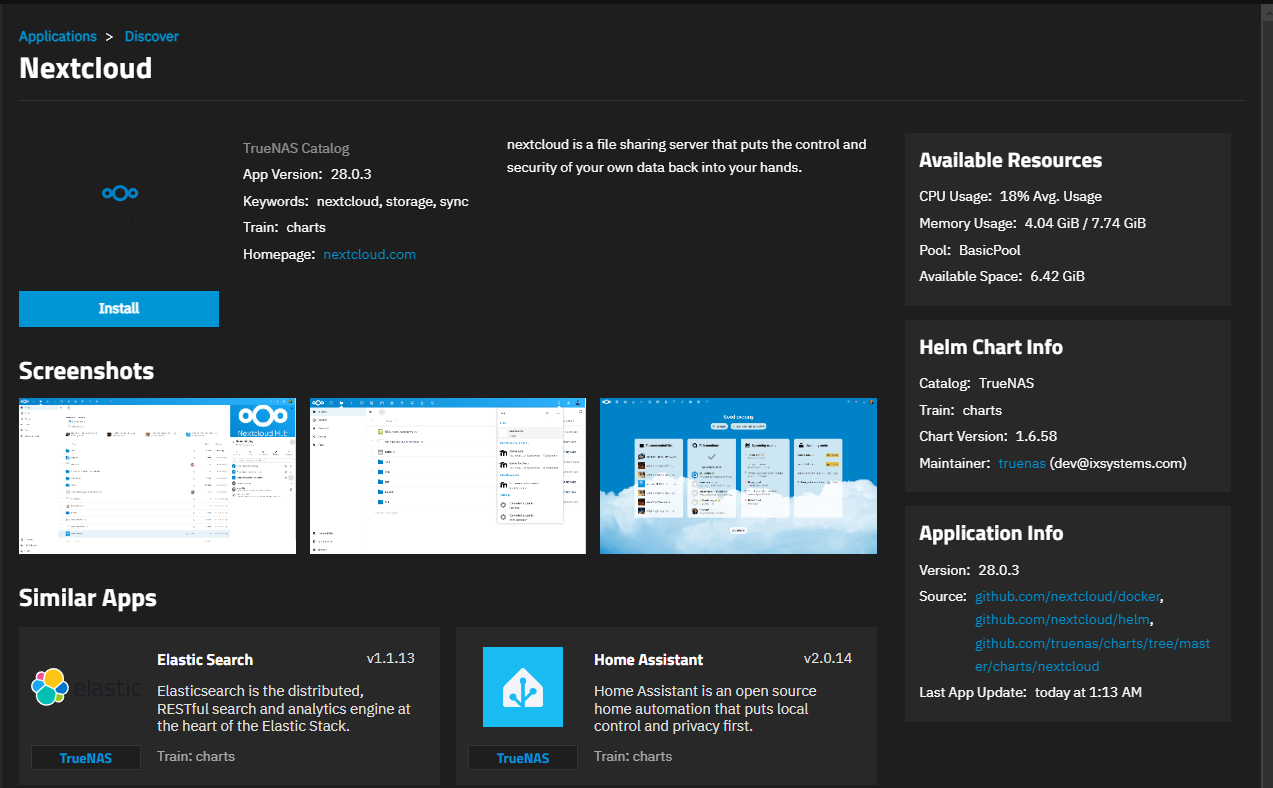 Applications > Discover
Nextcloud
TrueNAS Catalog
App Version: 28.0.3
Keywords: nextcloud, storage, sync
Train: charts
Homepage: nextcloud.com
nextcloud is a file sharing server that puts the control and
security of your own data back into your hands.
Install
Screenshots
Nextcloud Hub
Good evening
Similar Apps
elastic
Elastic Search
v1.1.13
Elasticsearch is the distributed,
RESTful search and analytics engine at
the heart of the Elastic Stack.
TrueNAS
Train: charts
Home Assistant
v2.0.14
Home Assistant is an open source
home automation that puts local
control and privacy first.
TrueNAS
Train: charts
Available Resources
CPU Usage: 18% Avg. Usage
Memory Usage: 4.04 GiB / 7.74 GiB
Pool: BasicPool
Available Space: 6.42 GiB
Helm Chart Info
Catalog: TrueNAS
Train: charts
Chart Version: 1.6.58
Maintainer: truenas (dev@ixsystems.com)
Application Info
Version: 28.0.3
Source: github.com/nextcloud/docker,
github.com/nextcloud/helm,
github.com/truenas/charts/tree/mast
er/charts/nextcloud
Last App Update: today at 1:13 AM